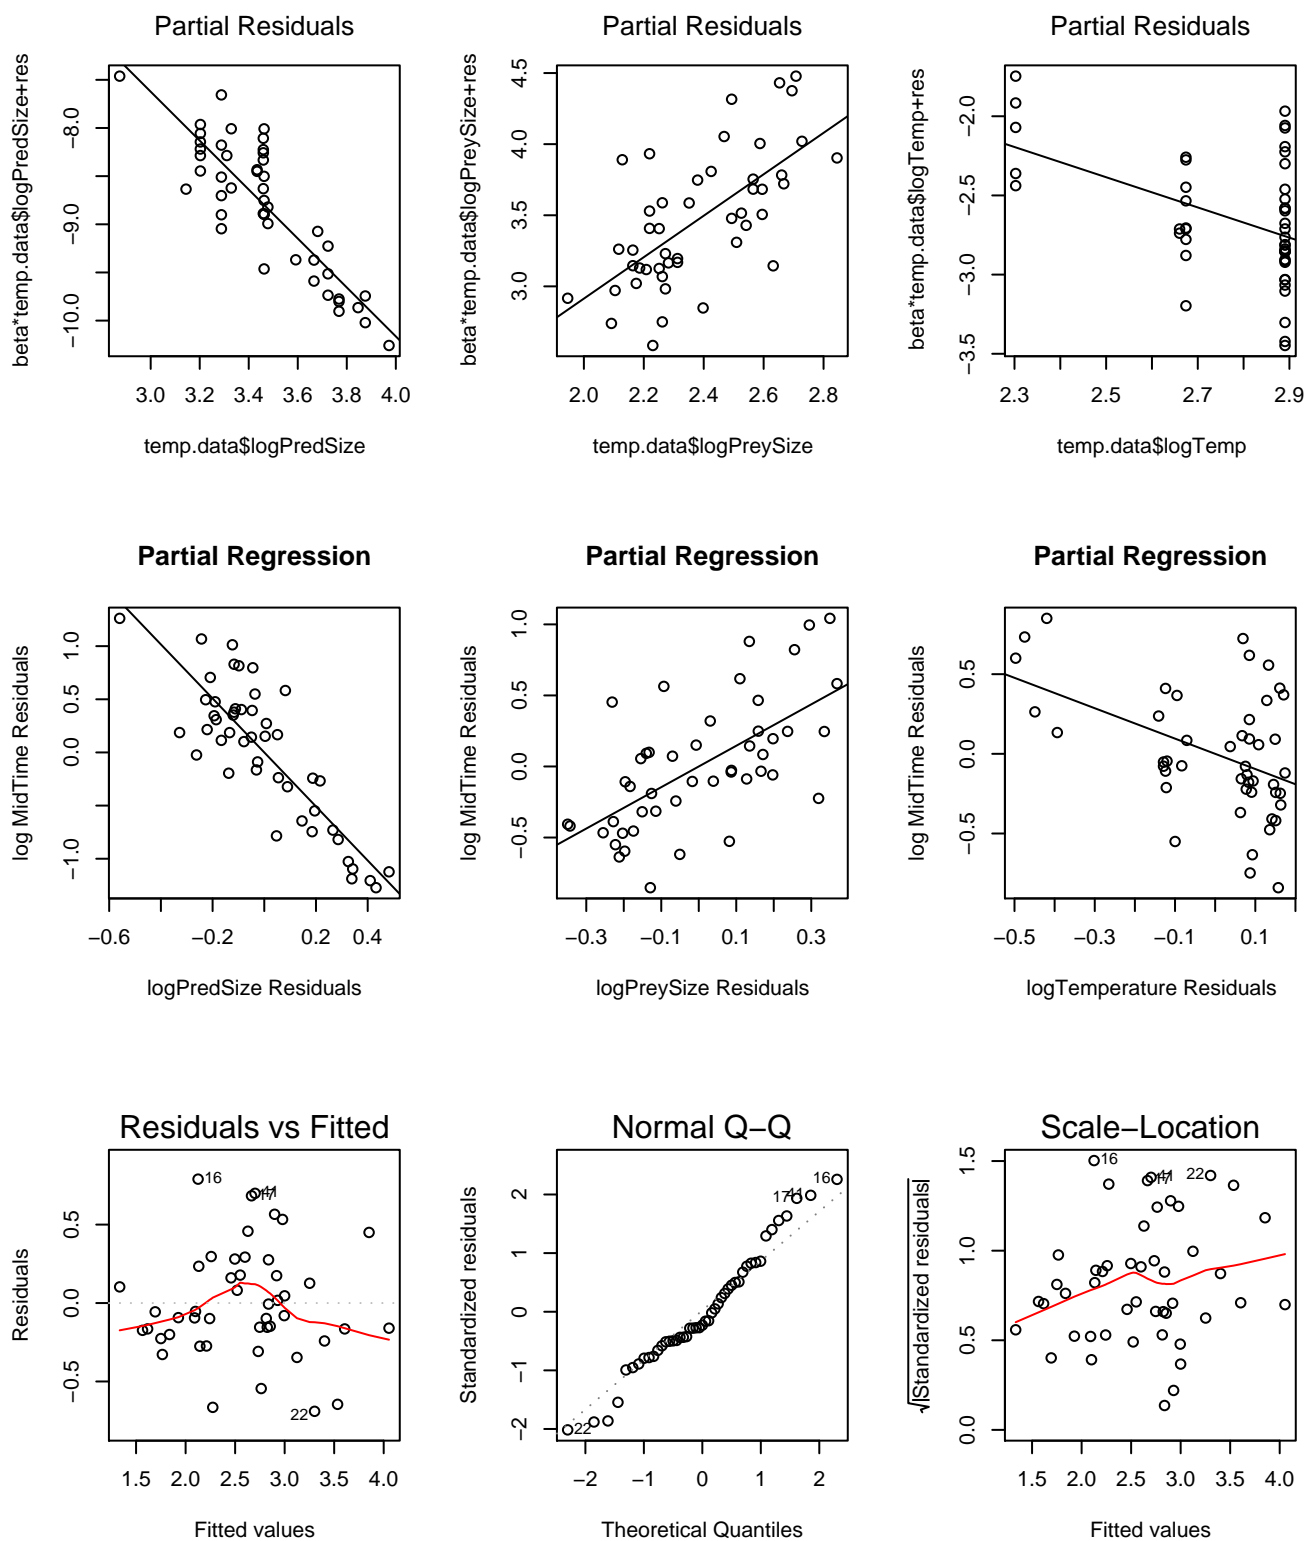 Partial Residuals
beta*temp.data$logPredSize+res
−8.0
−9.0
−10.0
3.0 3.2 3.4 3.6 3.8 4.0
temp.data$logPredSize
Partial Residuals
beta*temp.data$logPreySize+res
4.5
4.0
3.5
3.0
2.0 2.2 2.4 2.6 2.8
temp.data$logPreySize
Partial Residuals
beta*temp.data$logTemp+res
−2.0
−2.5
−3.0
−3.5
2.3 2.5 2.7 2.9
temp.data$logTemp
Partial Regression
log MidTime Residuals
1.0
0.5
0.0
−1.0
−0.6 −0.2 0.2 0.4
logPredSize Residuals
Partial Regression
log MidTime Residuals
1.0
0.5
0.0
−0.5
−0.3 −0.1 0.1 0.3
logPreySize Residuals
Partial Regression
log MidTime Residuals
0.5
0.0
−0.5
−0.5 −0.3 −0.1 0.1
logTemperature Residuals
Residuals vs Fitted
Residuals
0.5
0.0
−0.5
16
41
17
22
1.5 2.0 2.5 3.0 3.5 4.0
Fitted values
Normal Q−Q
Standardized residuals
2
1
0
−1
−2
16
41
17
22
−2 −1 0 1 2
Theoretical Quantiles
Scale−Location
√|Standardized residuals|
1.5
1.0
0.5
0.0
16
41
17
22
1.5 2.0 2.5 3.0 3.5 4.0
Fitted values